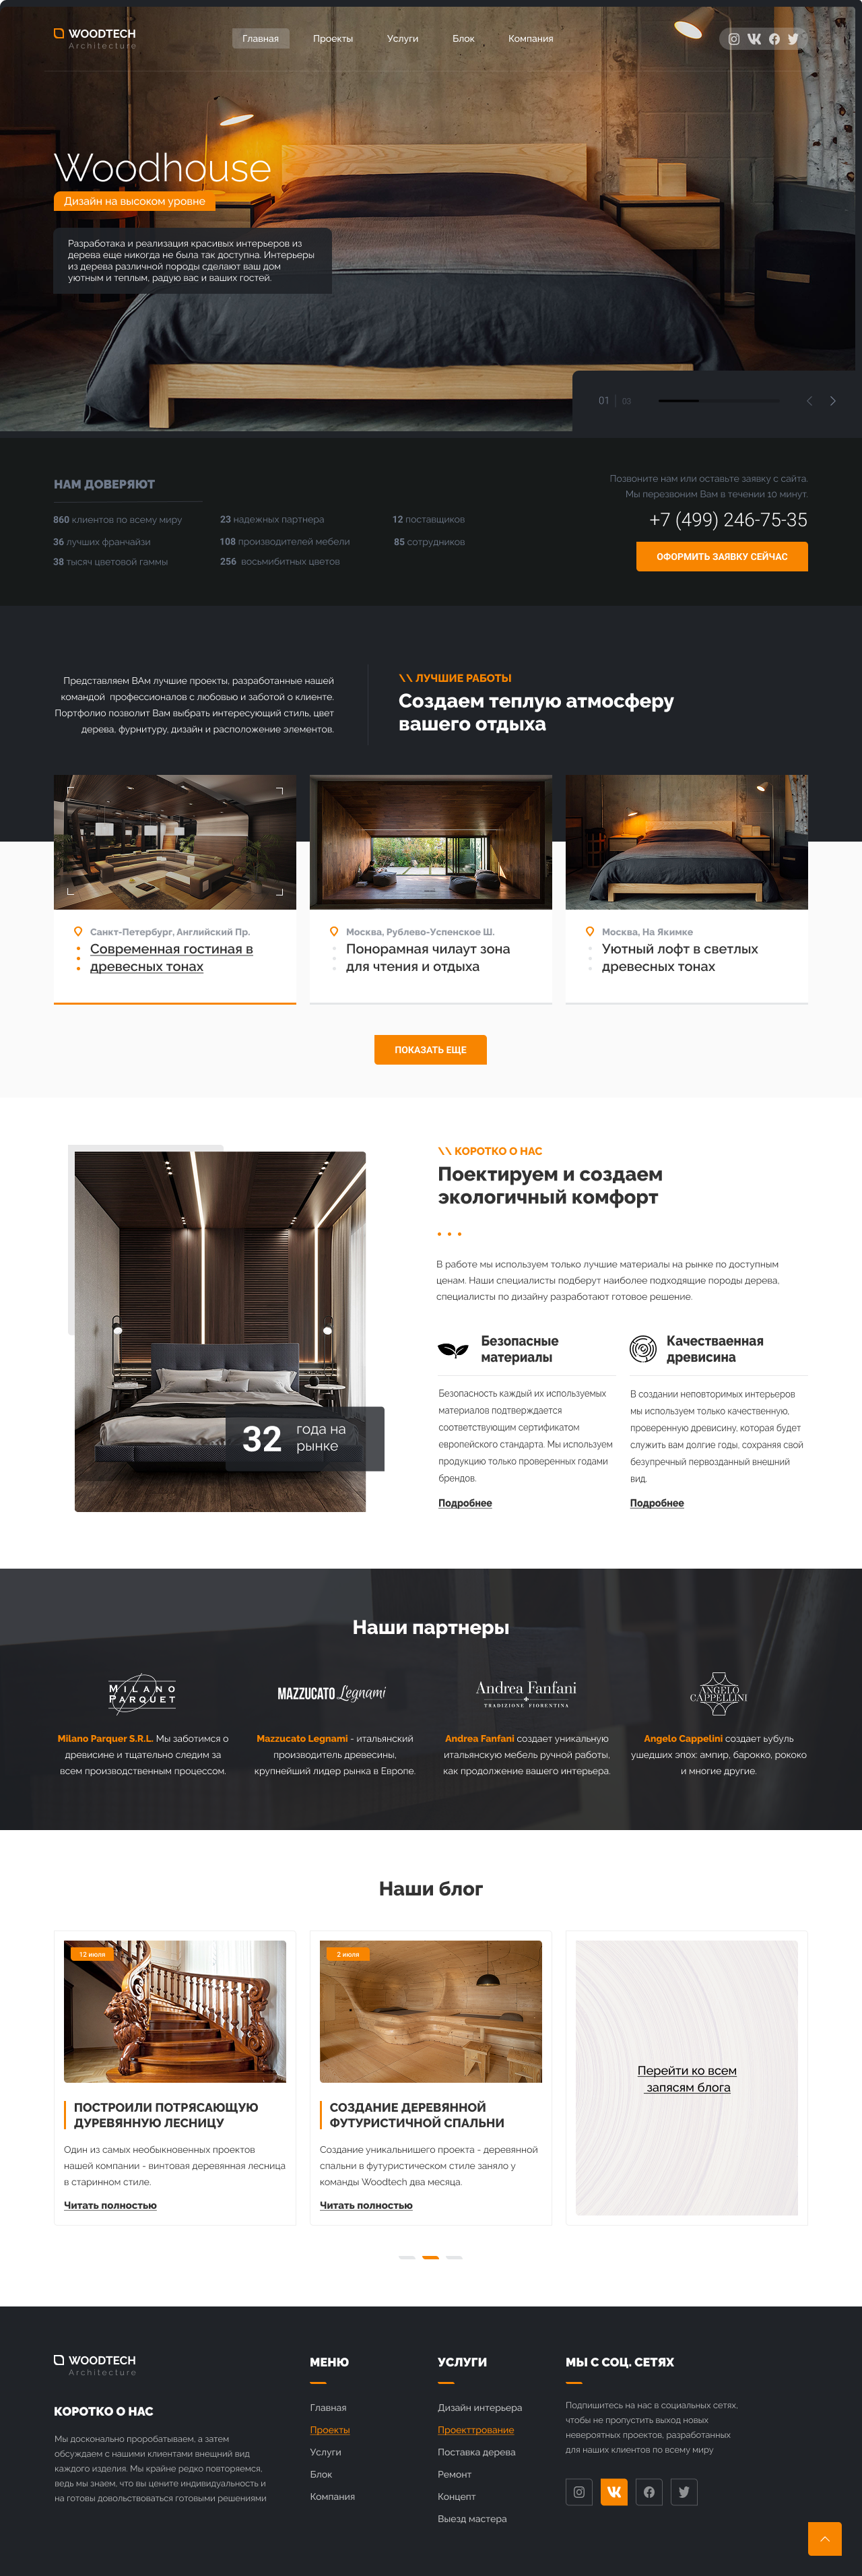 WOODTECH
Architecture
Главная Проекты Услуги Блок Компания
Woodhouse
Дизайн на высоком уровне
Разработака и реализация красивых интерьеров из
дерева еще никогда не была так доступна. Интерьеры
из дерева различной породы сделают ваш дом
уютным и теплым, радую вас и ваших гостей.
01 03
НАМ ДОВЕРЯЮТ
860 клиентов по всему миру
36 лучших франчайзи
38 тысяч цветовой гаммы
23 надежных партнера
108 производителей мебели
256 восьмибитных цветов
12 поставщиков
85 сотрудников
Позвоните нам или оставьте заявку с сайта.
Мы перезвоним Вам в течении 10 минут.
+7 (499) 246-75-35
ОФОРМИТЬ ЗАЯВКУ СЕЙЧАС
Представляем ВАм лучшие проекты, разработанные нашей
командой профессионалов с любовью и заботой о клиенте.
Портфолио позволит Вам выбрать интересующий стиль, цвет
дерева, фурнитуру, дизайн и расположение элементов.
\\ ЛУЧШИЕ РАБОТЫ
Создаем теплую атмосферу
вашего отдыха
Санкт-Петербург, Английский Пр.
Современная гостиная в
древесных тонах
Москва, Рублево-Успенское Ш.
Понорамная чилаут зона
для чтения и отдыха
Москва, На Якимке
Уютный лофт в светлых
древесных тонах
ПОКАЗАТЬ ЕЩЕ
32 года на
рынке
\\ КОРОТКО О НАС
Поектируем и создаем
экологичный комфорт
В работе мы используем только лучшие материалы на рынке по доступным
ценам. Наши специалисты подберут наиболее подходящие породы дерева,
специалисты по дизайну разработают готовое решение.
Безопасные
материалы
Безопасность каждый их используемых
материалов подтверждается
соответствующим сертификатом
европейского стандарта. Мы используем
продукцию только проверенных годами
брендов.
Подробнее
Качестваенная
древисина
В создании неповторимых интерьеров
мы используем только качественную,
проверенную древисину, которая будет
служить вам долгие годы, сохраняя свой
безупречный первозданный внешний
вид.
Подробнее
Наши партнеры
MILANO
PARQUET
Milano Parquer S.R.L. Мы заботимся о
древисине и тщательно следим за
всем производственным процессом.
MAZZUCATO Legnami
Mazzucato Legnami - итальянский
производитель древесины,
крупнейший лидер рынка в Европе.
Andrea Fanfani
TRADIZIONE FIORENTINA
Andrea Fanfani создает уникальную
итальянскую мебель ручной работы,
как продолжение вашего интерьера.
ANGELO
CAPPELLINI
Angelo Cappelini создает ъубуль
ушедших эпох: ампир, барокко, рококо
и многие другие.
Наши блог
12 июля
ПОСТРОИЛИ ПОТРЯСАЮЩУЮ
ДУРЕВЯННУЮ ЛЕСНИЦУ
Один из самых необыкновенных проектов
нашей компании - винтовая деревянная лесница
в старинном стиле.
Читать полностью
2 июля
СОЗДАНИЕ ДЕРЕВЯННОЙ
ФУТУРИСТИЧНОЙ СПАЛЬНИ
Создание уникальнишего проекта - деревянной
спальни в футуристическом стиле заняло у
команды Woodtech два месяца.
Читать полностью
Перейти ко всем
запясям блога
WOODTECH
Architecture
КОРОТКО О НАС
Мы досконально проробатываем, а затем
обсуждаем с нашими клиентами внещний вид
каждого изделия. Мы крайне редко повторяемся,
ведь мы знаем, что вы цените индивидуальность и
на готовы довольствоваться готовыми решениями
МЕНЮ
Главная
Проекты
Услуги
Блок
Компания
УСЛУГИ
Дизайн интерьера
Проекттрование
Поставка дерева
Ремонт
Концепт
Выезд мастера
МЫ С СОЦ. СЕТЯХ
Подпишитесь на нас в социальных сетях,
чтобы не пропустить выход новых
невероятных проектов, разработанных
для наших клиентов по всему миру